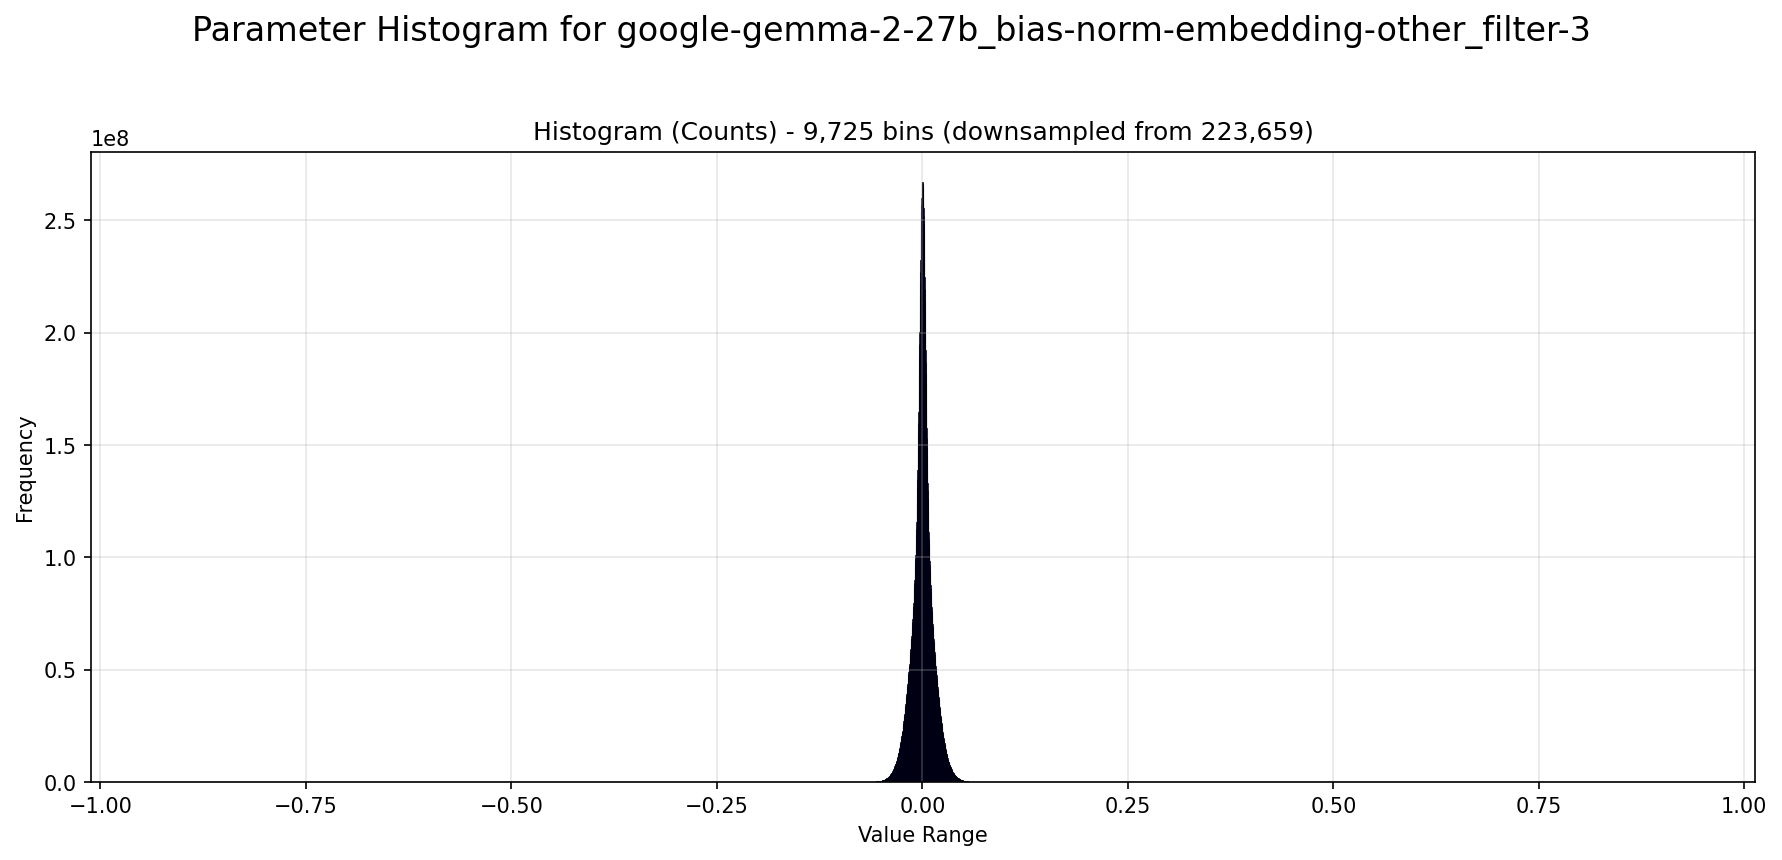 Parameter Histogram for google-gemma-2-27b_bias-norm-embedding-other_filter-3
Histogram (Counts) - 9,725 bins (downsampled from 223,659)
1e8
2.5
2.0
1.5
1.0
0.5
0.0
Frequency
−1.00 −0.75 −0.50 −0.25 0.00 0.25 0.50 0.75 1.00
Value Range